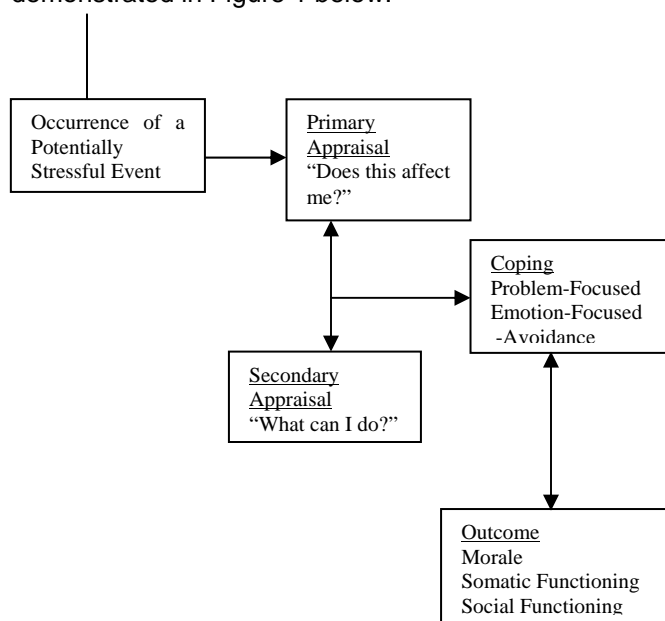 demonstrated in Figure 1 below.
Occurrence of a
Potentially
Stressful Event
Primary
Appraisal
“Does this affect
me?”
Coping
Problem-Focused
Emotion-Focused
-Avoidance
Secondary
Appraisal
“What can I do?”
Outcome
Morale
Somatic Functioning
Social Functioning